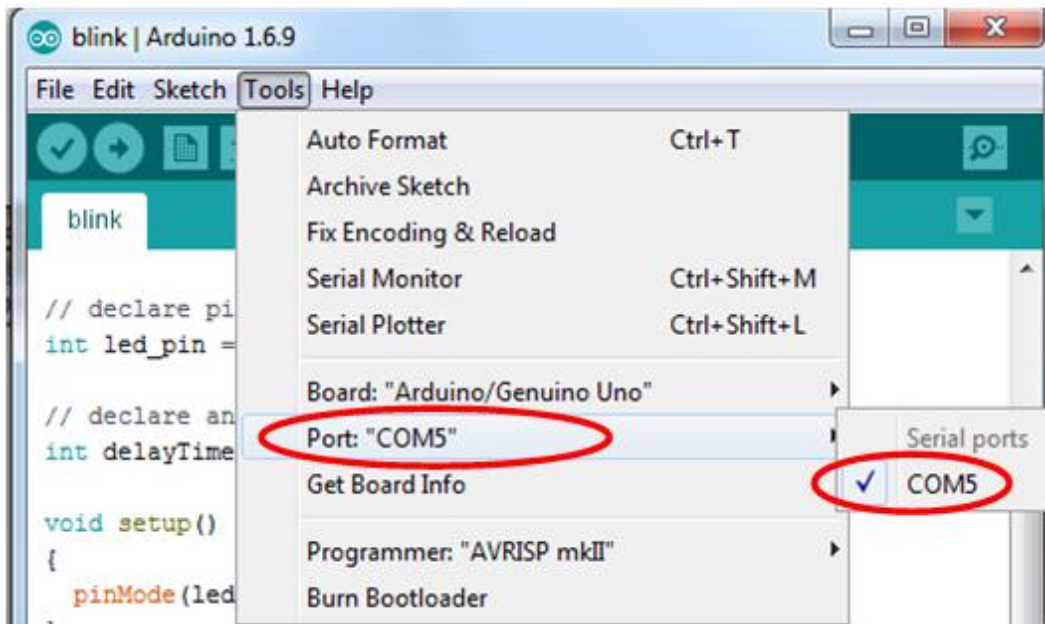 blink | Arduino 1.6.9
File Edit Sketch Tools Help
blink
Auto Format Ctrl+T
Archive Sketch
Fix Encoding & Reload
Serial Monitor Ctrl+Shift+M
Serial Plotter Ctrl+Shift+L
Board: "Arduino/Genuino Uno"
Port: "COM5"
Serial ports
COM5
Get Board Info
Programmer: "AVRISP mkII"
Burn Bootloader
// declare pi
int led_pin =
// declare an
int delayTime
void setup()
{
pinMode(led